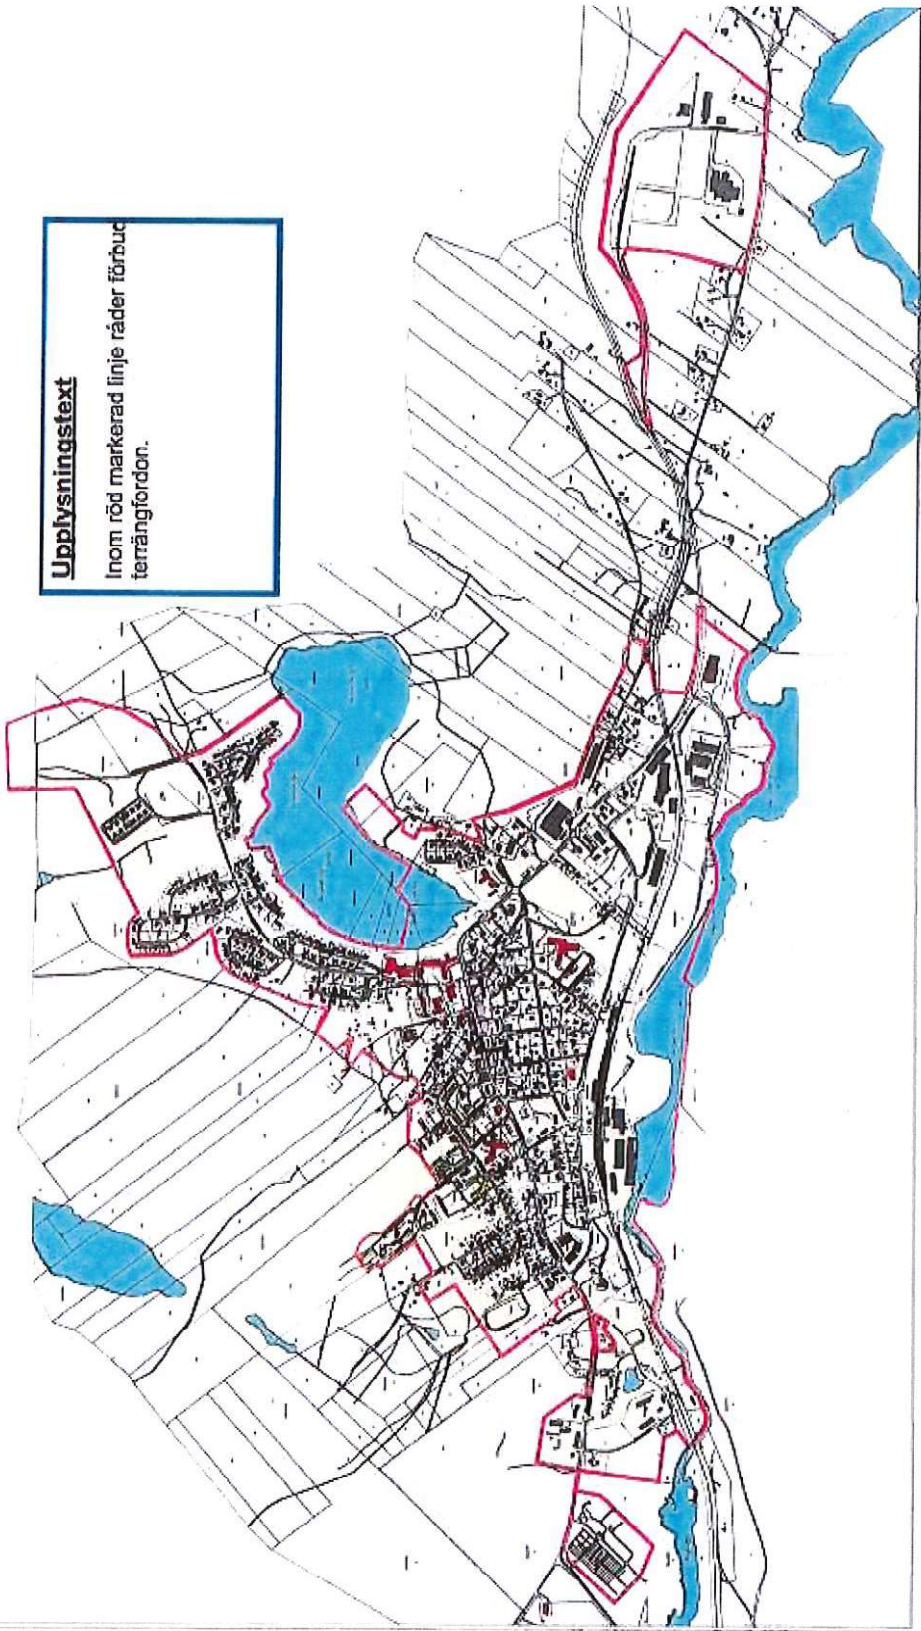 Upplysningstext
Inom röd markerad linje råder förbud
terrängfordon.